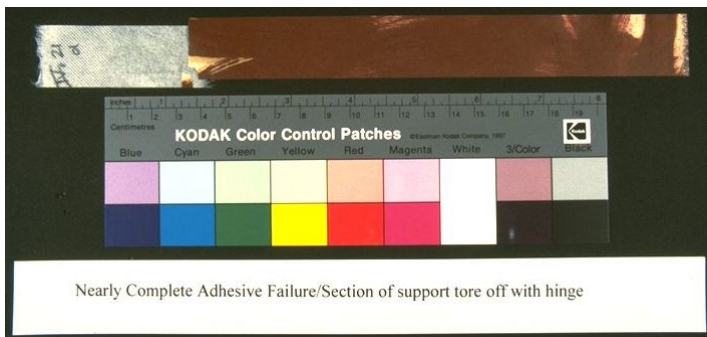 Inches 1 2 3 4 5 6 7 8
1 2 3 4 5 6 7 8 9 10 11 12 13 14 15 16 17 18 19
Centimetres
KODAK Color Control Patches ©Eastman Kodak Company, 1997 Kodak
Blue Cyan Green Yellow Red Magenta White 3/Color Black
Nearly Complete Adhesive Failure/Section of support tore off with hinge